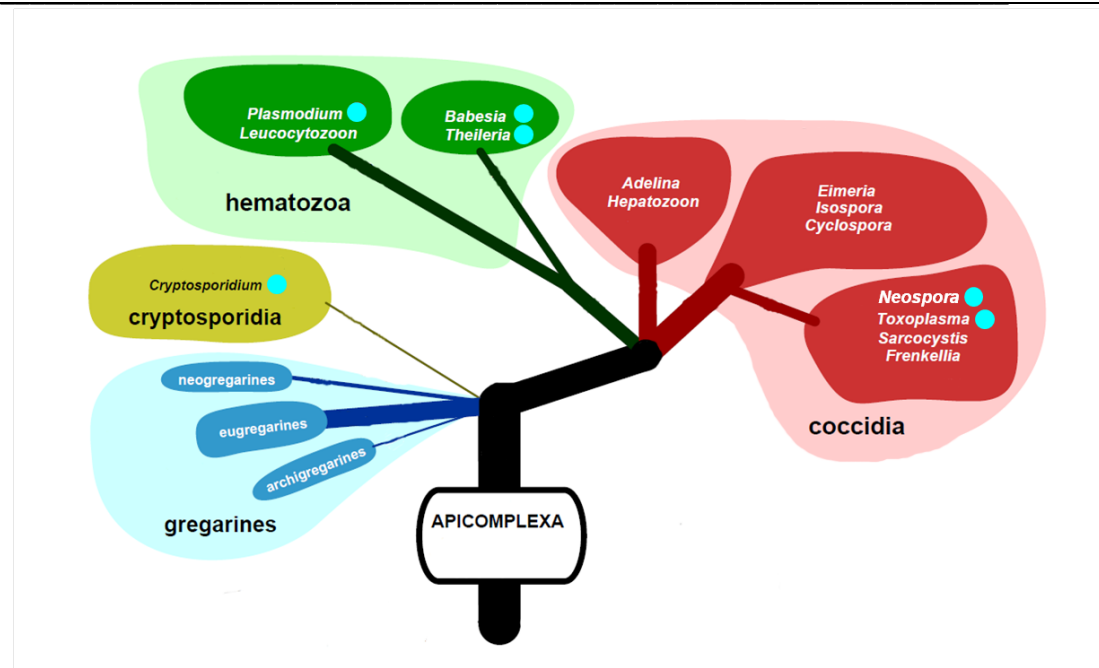 Plasmodium
Leucocytozoon
Babesia
Theileria
hematozoa
Adelina
Hepatozoon
Eimeria
Isospora
Cyclospora
Cryptosporidium
cryptosporidia
Neospora
Toxoplasma
Sarcocystis
Frenkellia
coccidia
neogregarines
eugregarines
archigregarines
gregarines
APICOMPLEXA